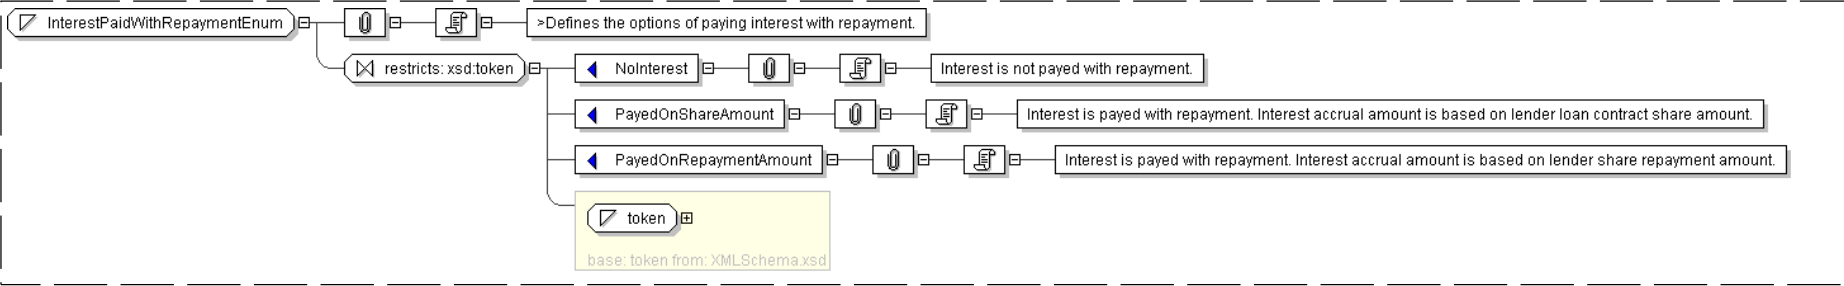 InterestPaidWithRepaymentEnum >Defines the options of paying interest with repayment.
restricts: xsd:token NoInterest Interest is not payed with repayment.
PayedOnShareAmount Interest is payed with repayment. Interest accrual amount is based on lender loan contract share amount.
PayedOnRepaymentAmount Interest is payed with repayment. Interest accrual amount is based on lender share repayment amount.
token
base: token from: XMLSchema.xsd